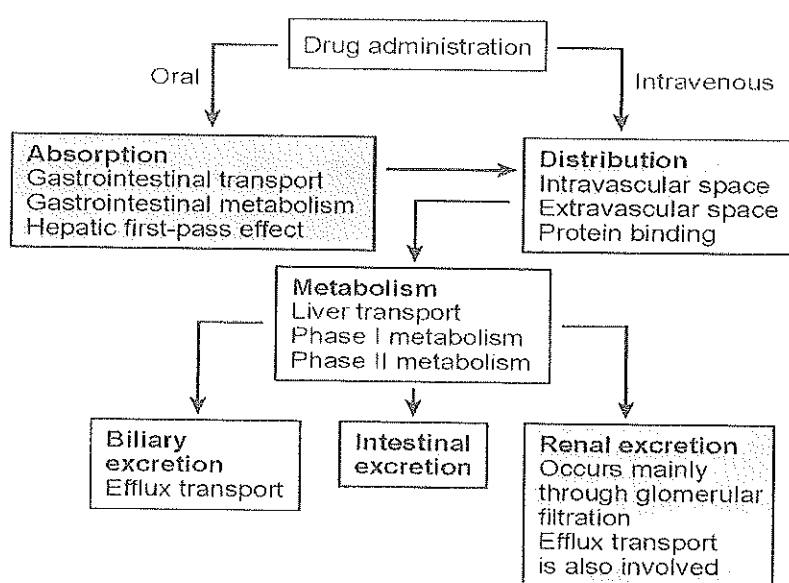 Drug administration
Oral
Intravenous
Absorption
Gastrointestinal transport
Gastrointestinal metabolism
Hepatic first-pass effect
Distribution
Intravascular space
Extravascular space
Protein binding
Metabolism
Liver transport
Phase I metabolism
Phase II metabolism
Biliary
excretion
Efflux transport
Intestinal
excretion
Renal excretion
Occurs mainly
through glomerular
filtration
Efflux transport
is also involved